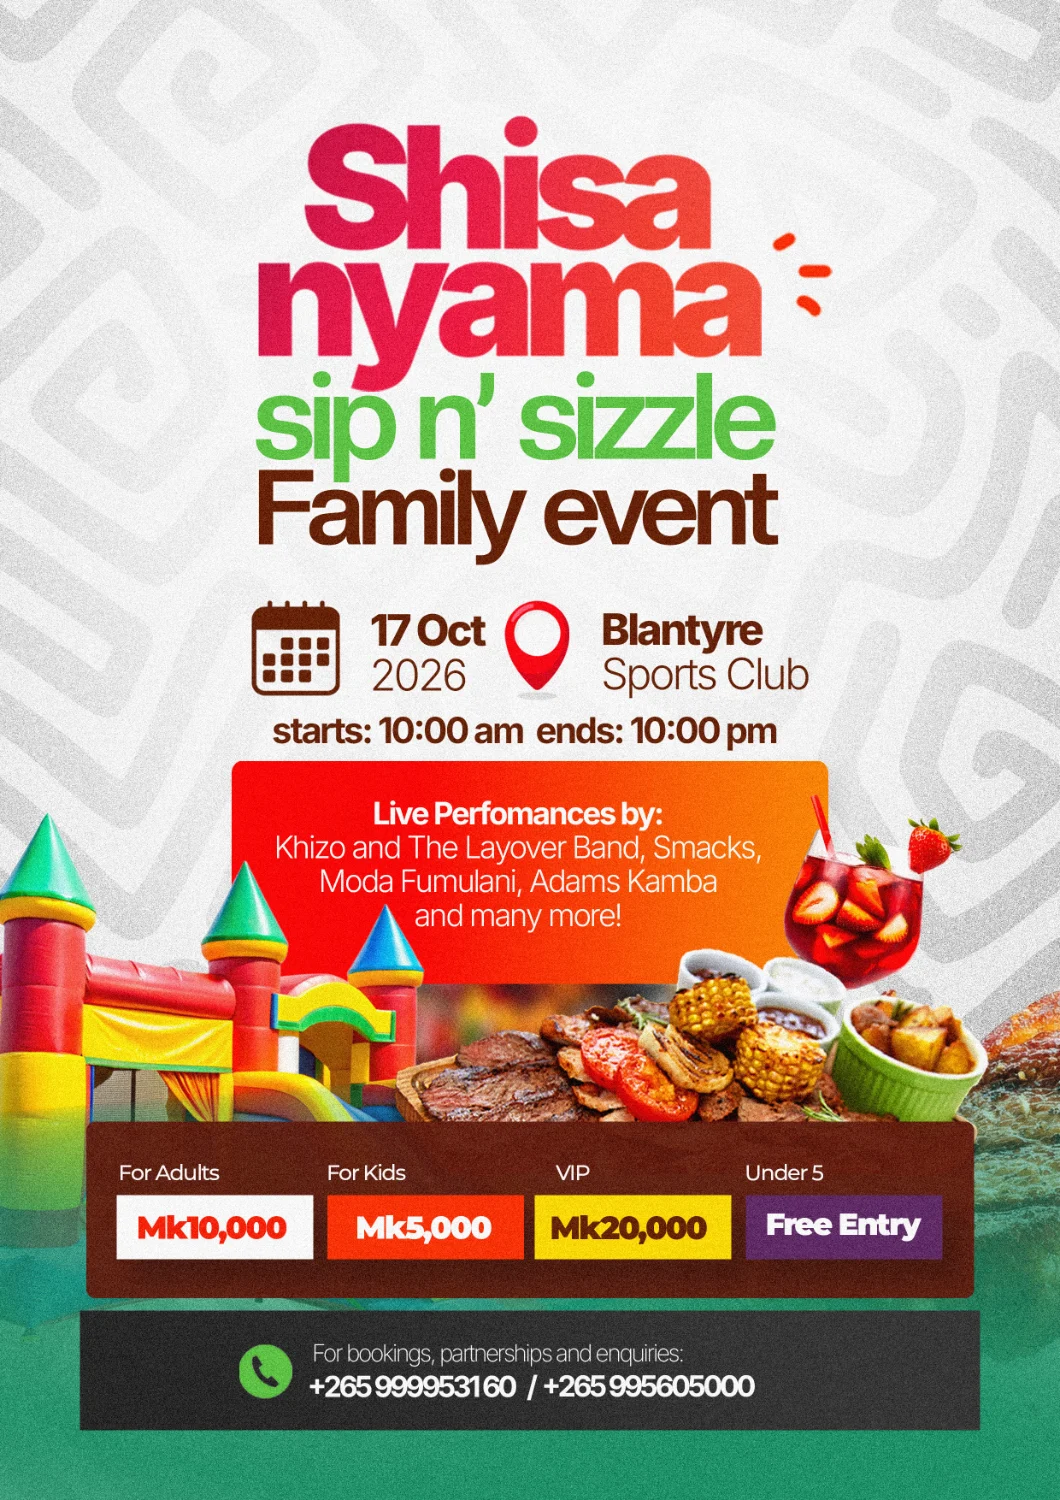 Shisa
nyama
sip n' sizzle
Family event
17 Oct
2026
Blantyre
Sports Club
starts: 10:00 am ends: 10:00 pm
Live Perfomances by:
Khizo and The Layover Band, Smacks,
Moda Fumulani, Adams Kamba
and many more!
For Adults
Mk10,000
For Kids
Mk5,000
VIP
Mk20,000
Under 5
Free Entry
For bookings, partnerships and enquiries:
+265 999953160 / +265 995605000